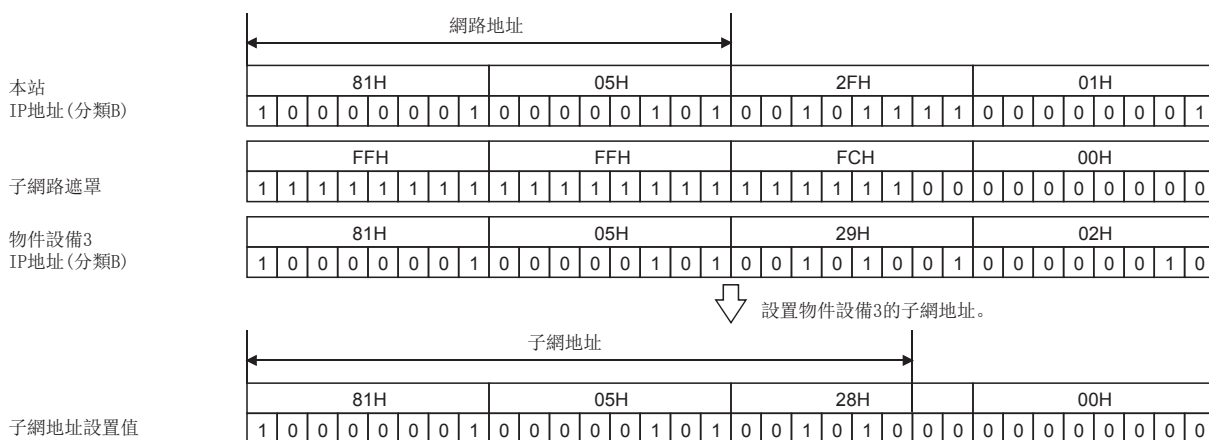 網路地址
本站
IP地址(分類B)
81H 05H 2FH 01H
1 0 0 0 0 0 0 1 0 0 0 0 0 1 0 1 0 0 1 0 1 1 1 1 0 0 0 0 0 0 0 1
子網路遮罩
FFH FFH FCH 00H
1 1 1 1 1 1 1 1 1 1 1 1 1 1 1 1 1 1 1 1 1 1 0 0 0 0 0 0 0 0 0 0
物件設備3
IP地址(分類B)
81H 05H 29H 02H
1 0 0 0 0 0 0 1 0 0 0 0 0 1 0 1 0 0 1 0 1 0 0 1 0 0 0 0 0 0 1 0
設置物件設備3的子網地址。
子網地址
81H 05H 28H 00H
子網地址設置值
1 0 0 0 0 0 0 1 0 0 0 0 0 1 0 1 0 0 1 0 1 0 0 0 0 0 0 0 0 0 0 0